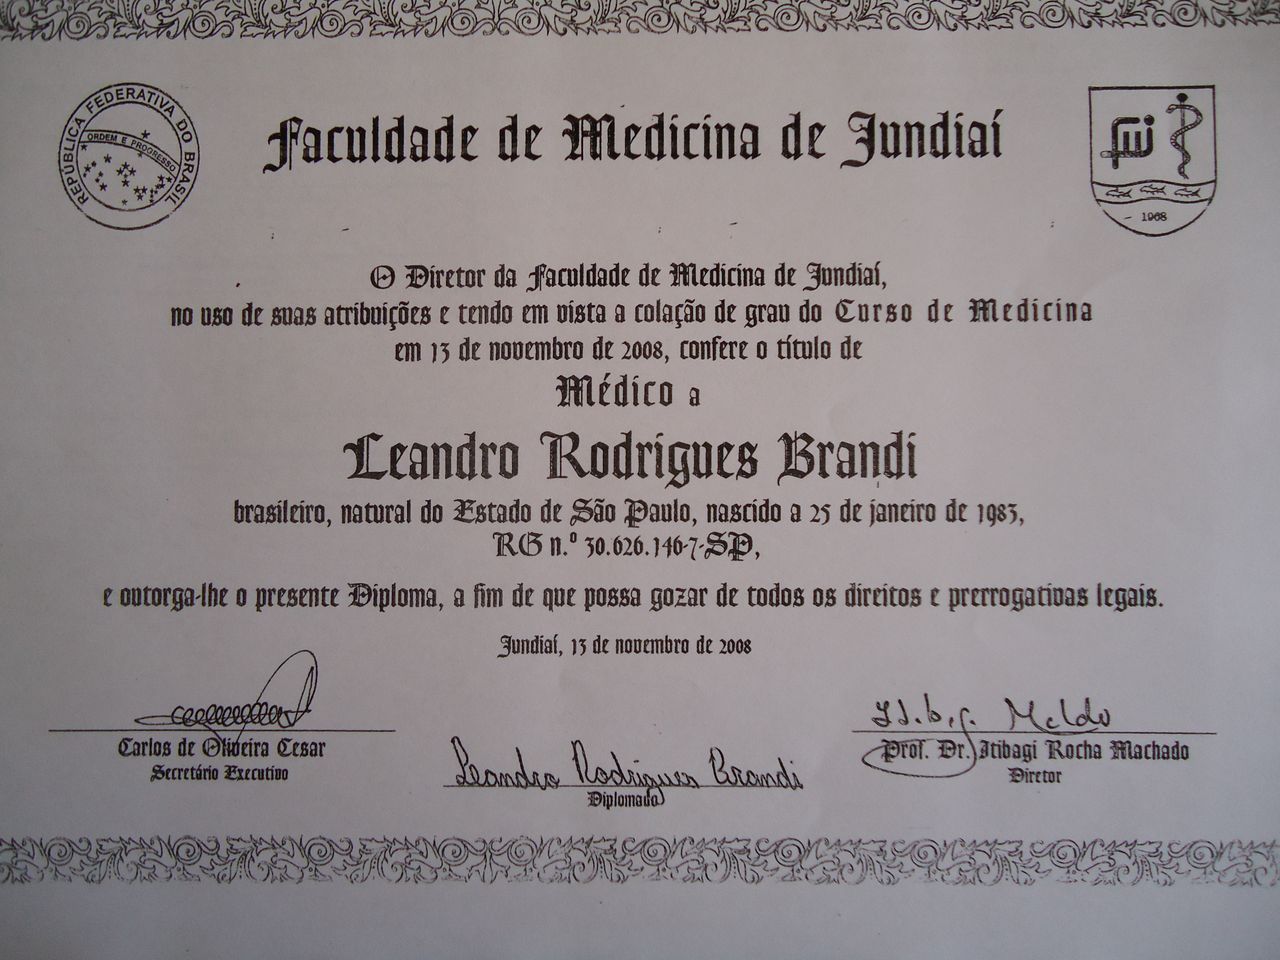 REPÚBLICA FEDERATIVA DO BRASIL
ORDEM E PROGRESSO
Faculdade de Medicina de Jundiaí
1968
O Diretor da Faculdade de Medicina de Jundiaí,
no uso de suas atribuições e tendo em vista a colação de grau do Curso de Medicina
em 13 de novembro de 2008, confere o título de
Médico a
Leandro Rodrigues Brandi
brasileiro, natural do Estado de São Paulo, nascido a 25 de janeiro de 1983,
RG n.º 30.626.146-7-SP,
e outorga-lhe o presente Diploma, a fim de que possa gozar de todos os direitos e prerrogativas legais.
Jundiaí, 13 de novembro de 2008
Carlos de Oliveira Cesar
Secretário Executivo
Leandro Rodrigues Brandi
Diplomado
Prof. Dr. Itibagi Rocha Machado
Diretor